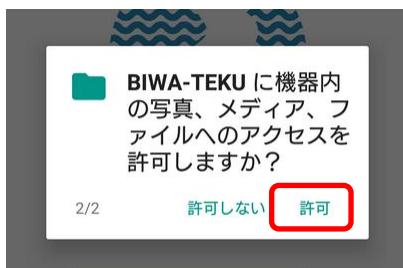 BIWA-TEKU に機器内
の写真、メディア、フ
ァイルへのアクセスを
許可しますか？
2/2 許可しない 許可